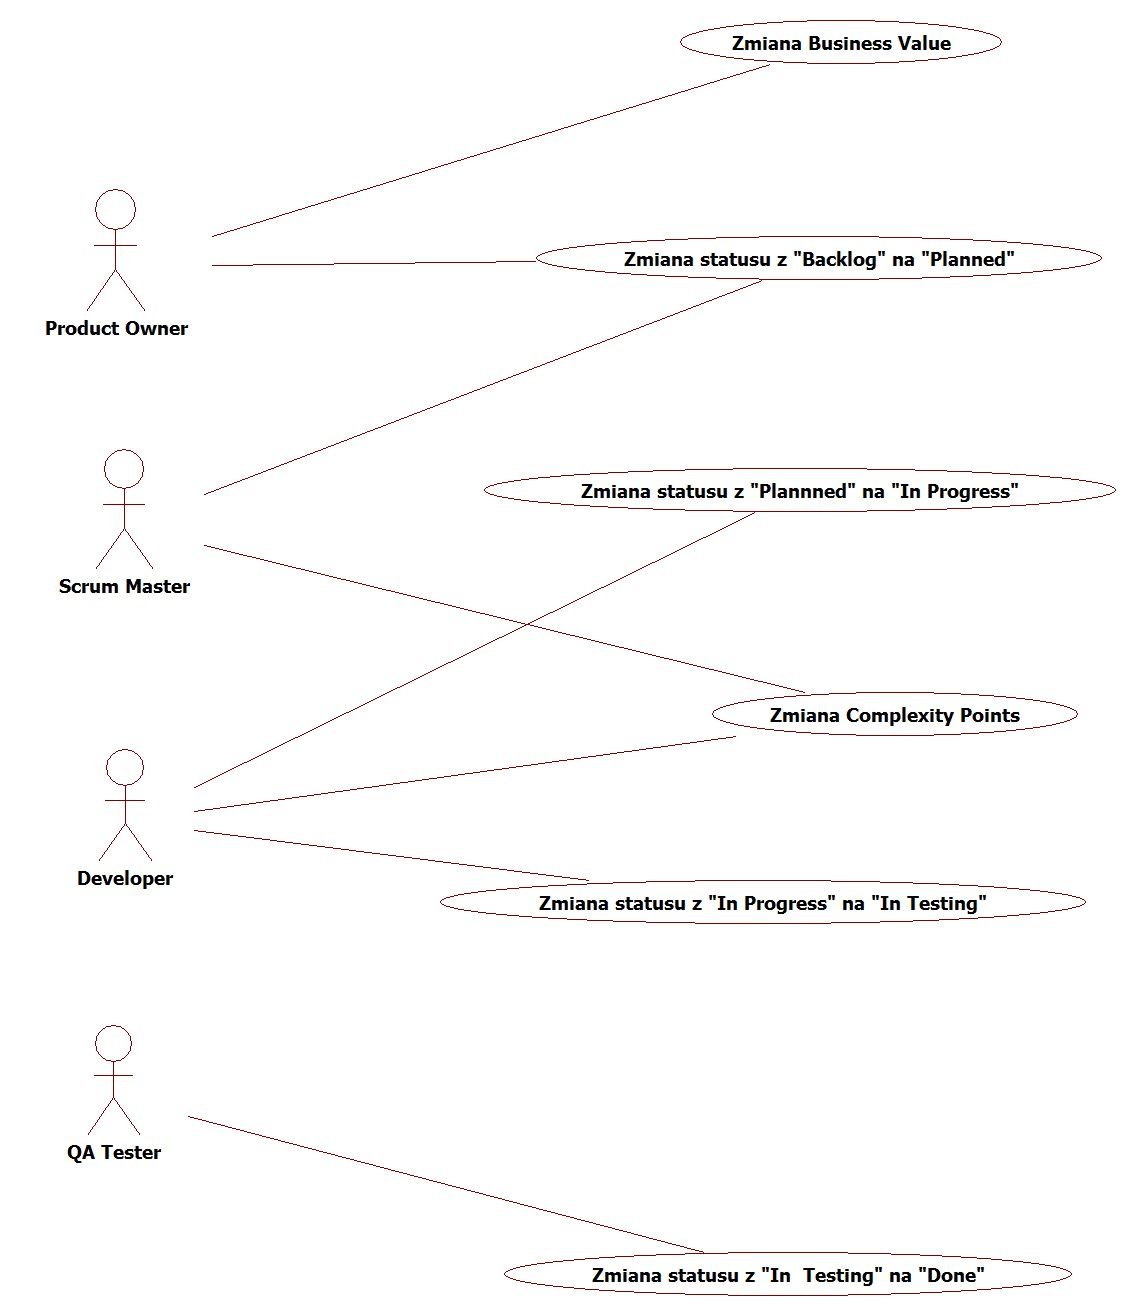 Zmiana Business Value
Zmiana statusu z "Backlog" na "Planned"
Product Owner
Zmiana statusu z "Plannned" na "In Progress"
Scrum Master
Zmiana Complexity Points
Developer
Zmiana statusu z "In Progress" na "In Testing"
QA Tester
Zmiana statusu z "In  Testing" na "Done"